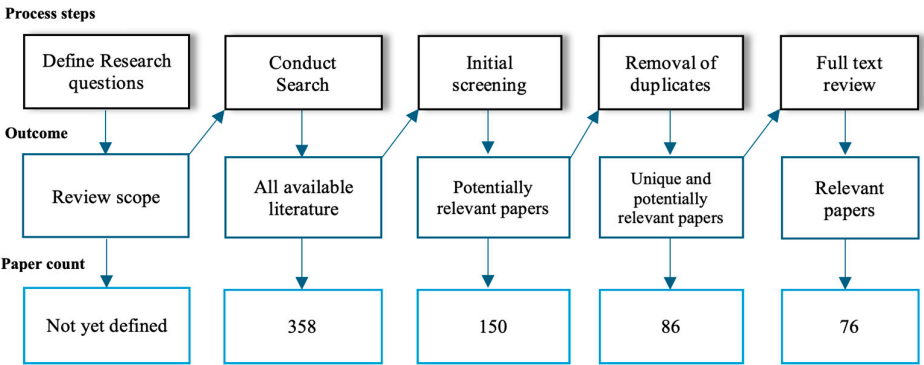 Process steps
Define Research
questions
Conduct
Search
Initial
screening
Removal of
duplicates
Full text
review
Outcome
Review scope
All available
literature
Potentially
relevant papers
Unique and
potentially
relevant papers
Relevant
papers
Paper count
Not yet defined
358
150
86
76